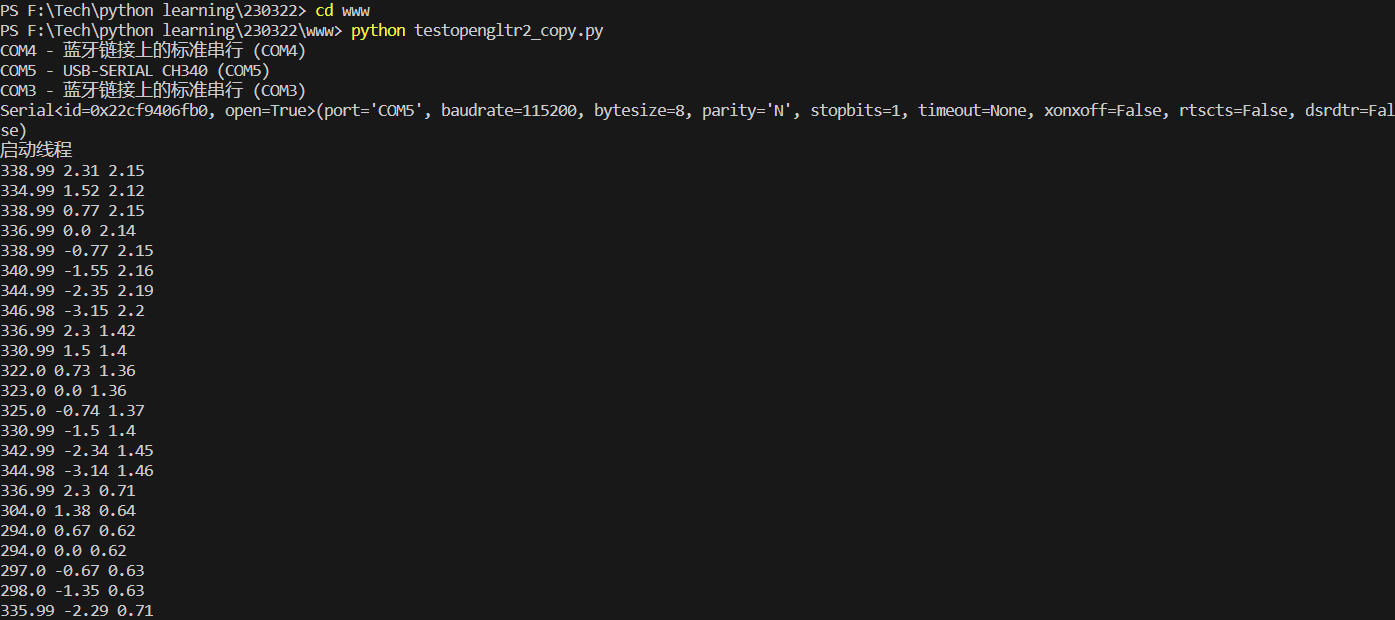 PS F:\Tech\python learning\230322> cd www
PS F:\Tech\python learning\230322\www> python testopengltr2_copy.py
COM4 - 蓝牙链接上的标准串行 (COM4)
COM5 - USB-SERIAL CH340 (COM5)
COM3 - 蓝牙链接上的标准串行 (COM3)
Serial<id=0x22cf9406fb0, open=True>(port='COM5', baudrate=115200, bytesize=8, parity='N', stopbits=1, timeout=None, xonxoff=False, rtscts=False, dsrdtr=Fal
se)
启动线程
338.99 2.31 2.15
334.99 1.52 2.12
338.99 0.77 2.15
336.99 0.0 2.14
338.99 -0.77 2.15
340.99 -1.55 2.16
344.99 -2.35 2.19
346.98 -3.15 2.2
336.99 2.3 1.42
330.99 1.5 1.4
322.0 0.73 1.36
323.0 0.0 1.36
325.0 -0.74 1.37
330.99 -1.5 1.4
342.99 -2.34 1.45
344.98 -3.14 1.46
336.99 2.3 0.71
304.0 1.38 0.64
294.0 0.67 0.62
294.0 0.0 0.62
297.0 -0.67 0.63
298.0 -1.35 0.63
335.99 -2.29 0.71